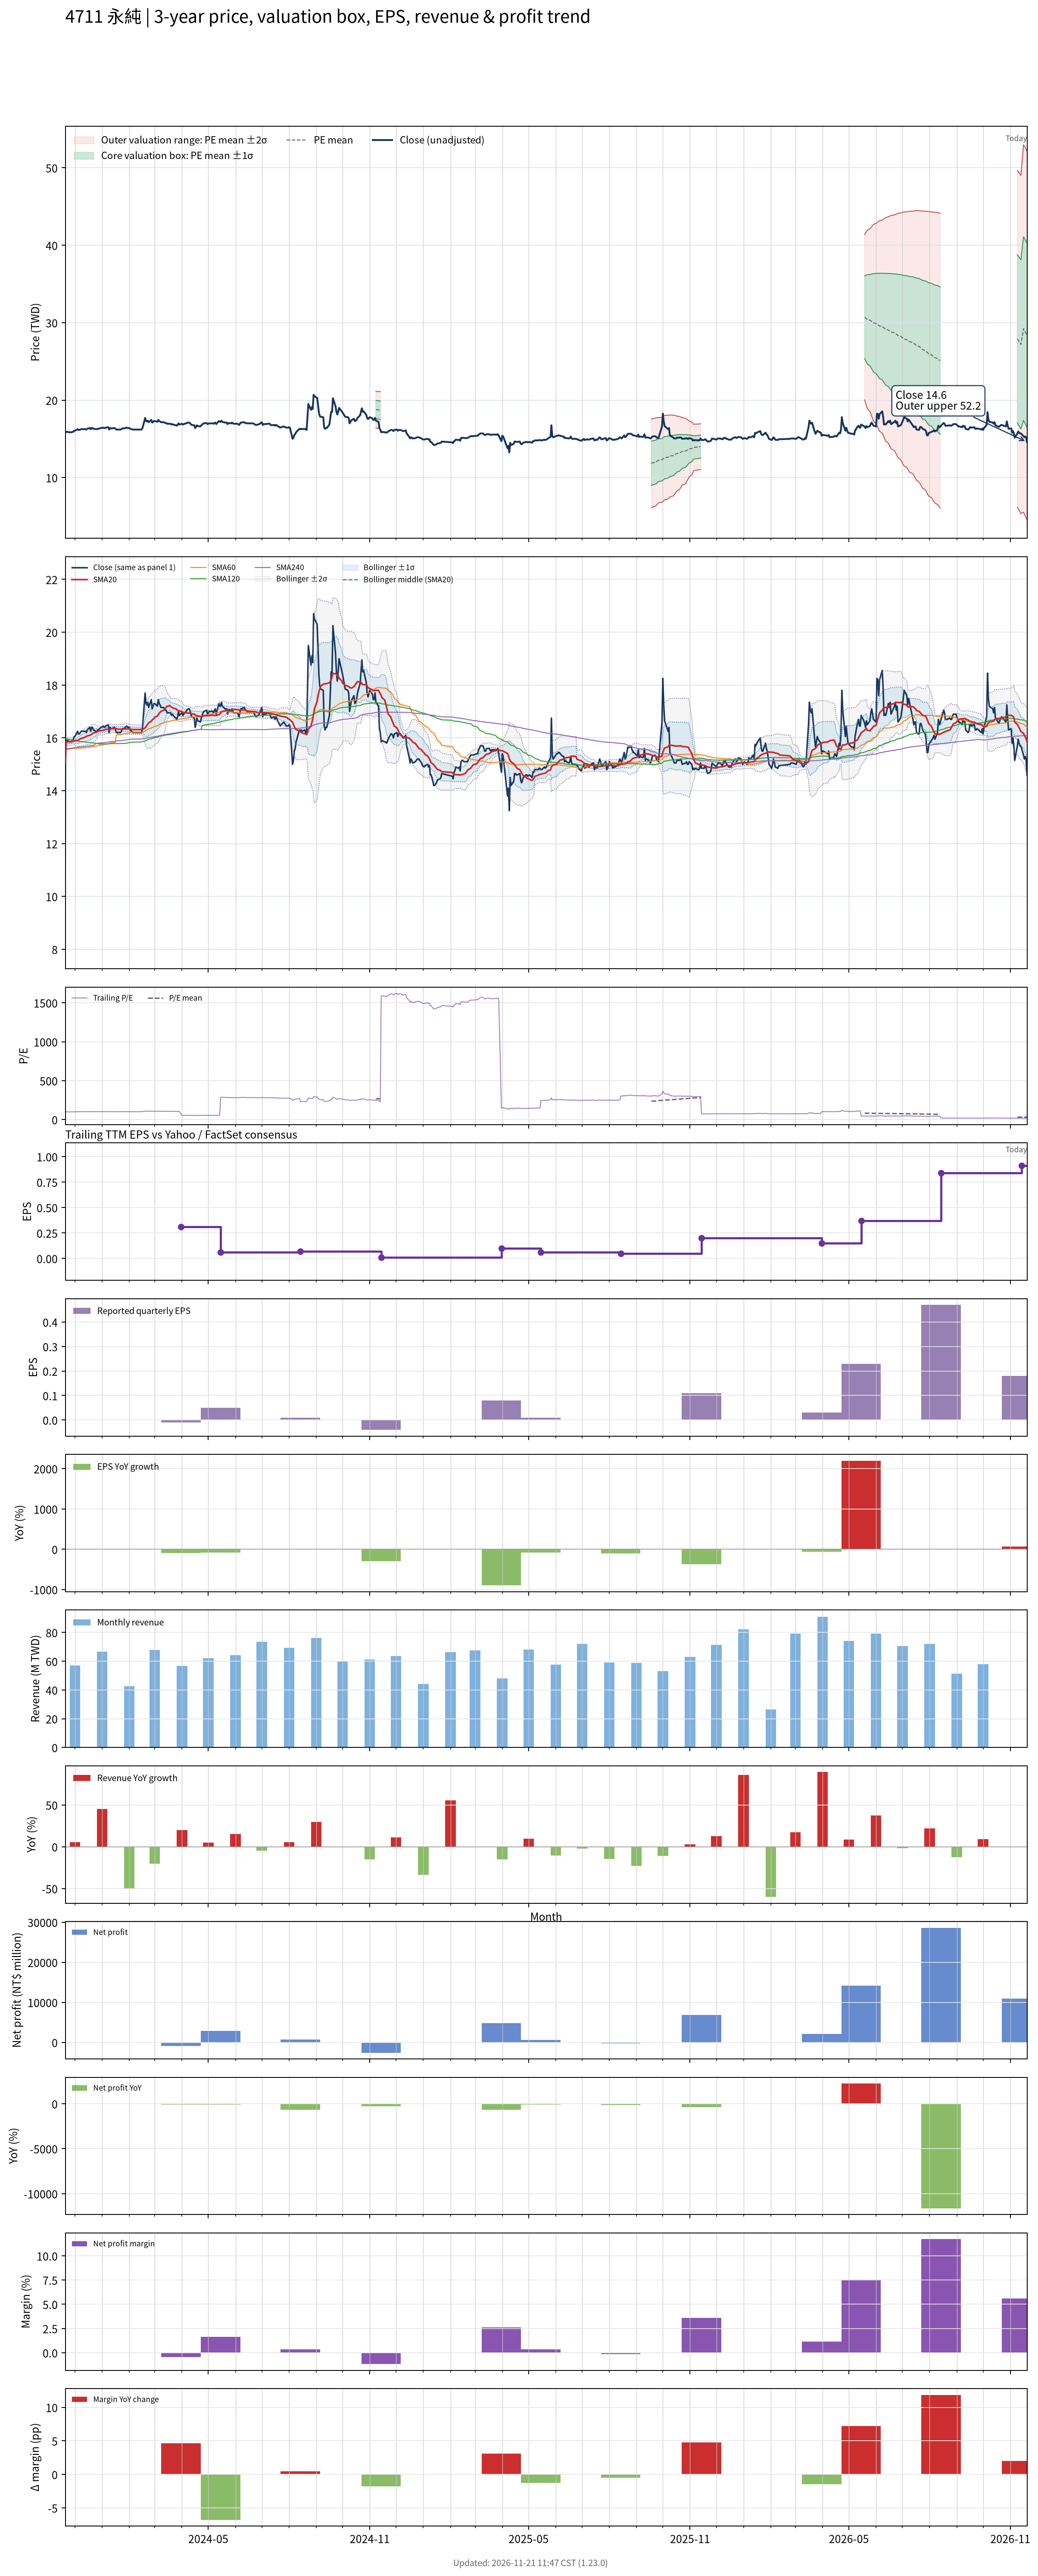 4711 永純 | 3-year price, valuation box, EPS, revenue & profit trend
Outer valuation range: PE mean ±2σ
PE mean
Close (unadjusted)
Core valuation box: PE mean ±1σ
Today
50
40
30
20
10
Price (TWD)
Close 14.6
Outer upper 52.2
Close (same as panel 1)
SMA60
SMA240
Bollinger ±1σ
SMA20
SMA120
Bollinger ±2σ
Bollinger middle (SMA20)
22
20
18
16
14
12
10
8
Price
Trailing P/E
P/E mean
1500
1000
500
0
P/E
Trailing TTM EPS vs Yahoo / FactSet consensus
Today
1.00
0.75
0.50
0.25
0.00
EPS
Reported quarterly EPS
0.4
0.3
0.2
0.1
0.0
EPS
EPS YoY growth
2000
1000
0
-1000
YoY (%)
Monthly revenue
80
60
40
20
0
Revenue (M TWD)
Revenue YoY growth
50
0
-50
YoY (%)
Month
Net profit
30000
20000
10000
0
Net profit (NT$ million)
Net profit YoY
0
-5000
-10000
YoY (%)
Net profit margin
10.0
7.5
5.0
2.5
0.0
Margin (%)
Margin YoY change
10
5
0
-5
Δ margin (pp)
2024-05
2024-11
2025-05
2025-11
2026-05
2026-11
Updated: 2026-11-21 11:47 CST (1.23.0)